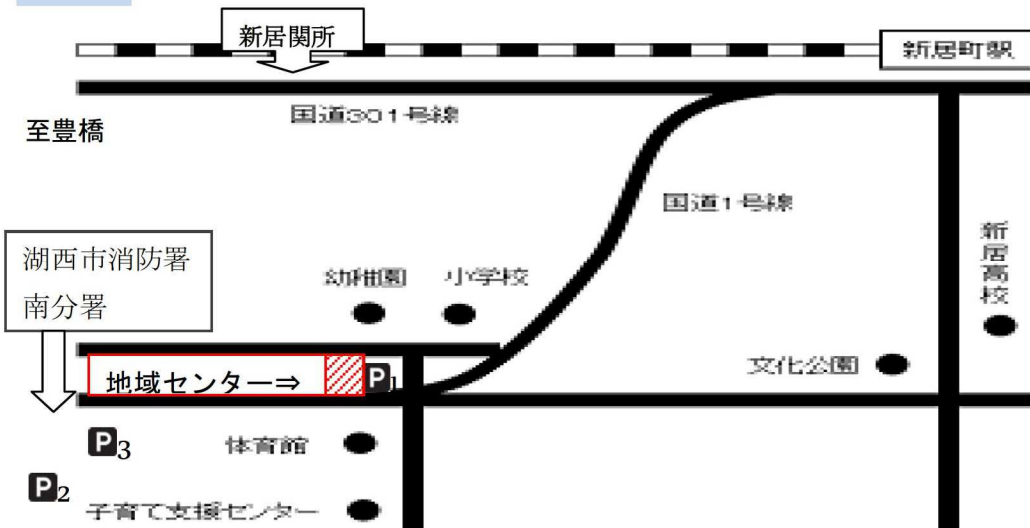 新居関所
新居町駅
国道301号線
至豊橋
国道1号線
新居高校
湖西市消防署
南分署
幼稚園
小学校
地域センター⇒
P1
文化公園
P3
体育館
P2
子育て支援センター